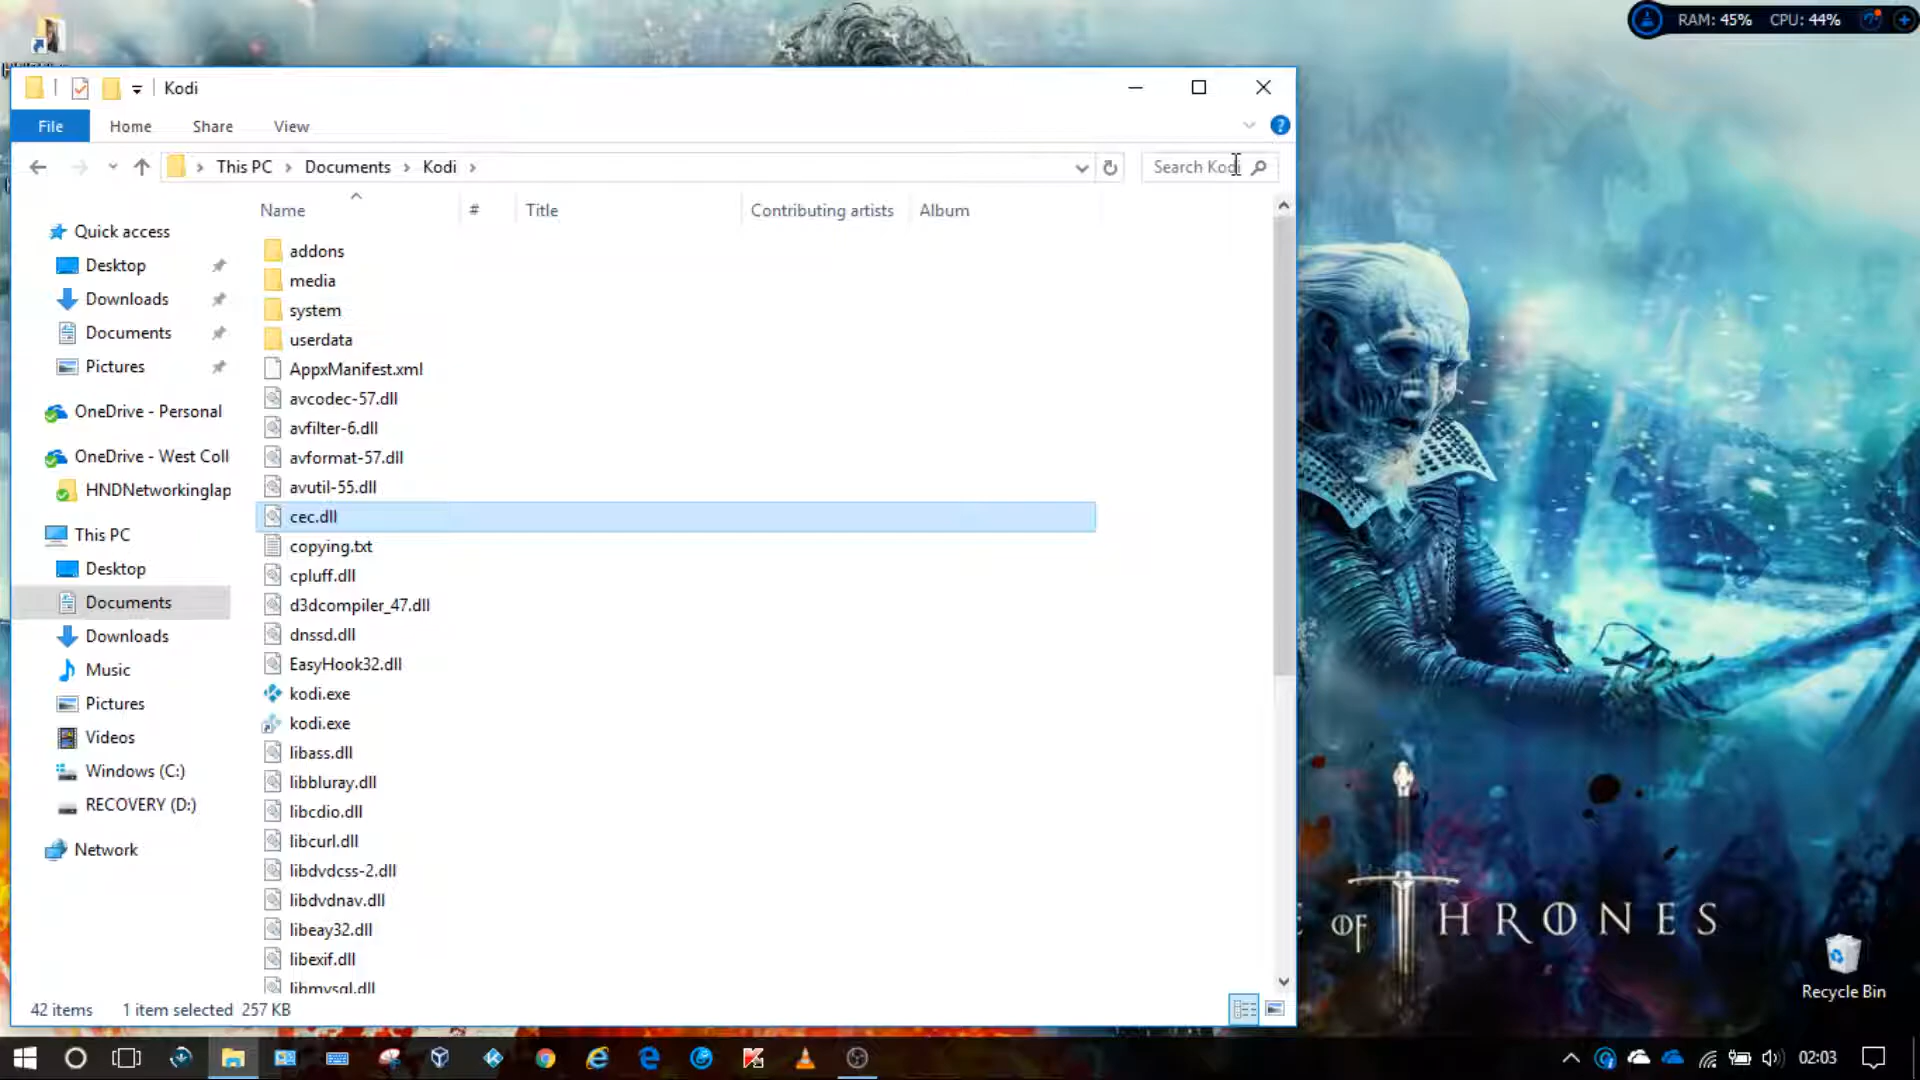 RAM: 45% CPU: 44%
Kodi
File Home Share View
This PC Documents Kodi
Search Kodi
Name # Title Contributing artists Album
Quick access
Desktop
Downloads
Documents
Pictures
OneDrive - Personal
OneDrive - West Coll
HNDNetworkinglap
This PC
Desktop
Documents
Downloads
Music
Pictures
Videos
Windows (C:)
RECOVERY (D:)
Network
addons
media
system
userdata
AppxManifest.xml
avcodec-57.dll
avfilter-6.dll
avformat-57.dll
avutil-55.dll
cec.dll
copying.txt
cpluff.dll
d3dcompiler_47.dll
dnssd.dll
EasyHook32.dll
kodi.exe
kodi.exe
libass.dll
libbluray.dll
libcdio.dll
libcurl.dll
libdvdcss-2.dll
libdvdnav.dll
libeay32.dll
libexif.dll
libmysql.dll
42 items 1 item selected 257 KB
OF THRONES
Recycle Bin
02:03